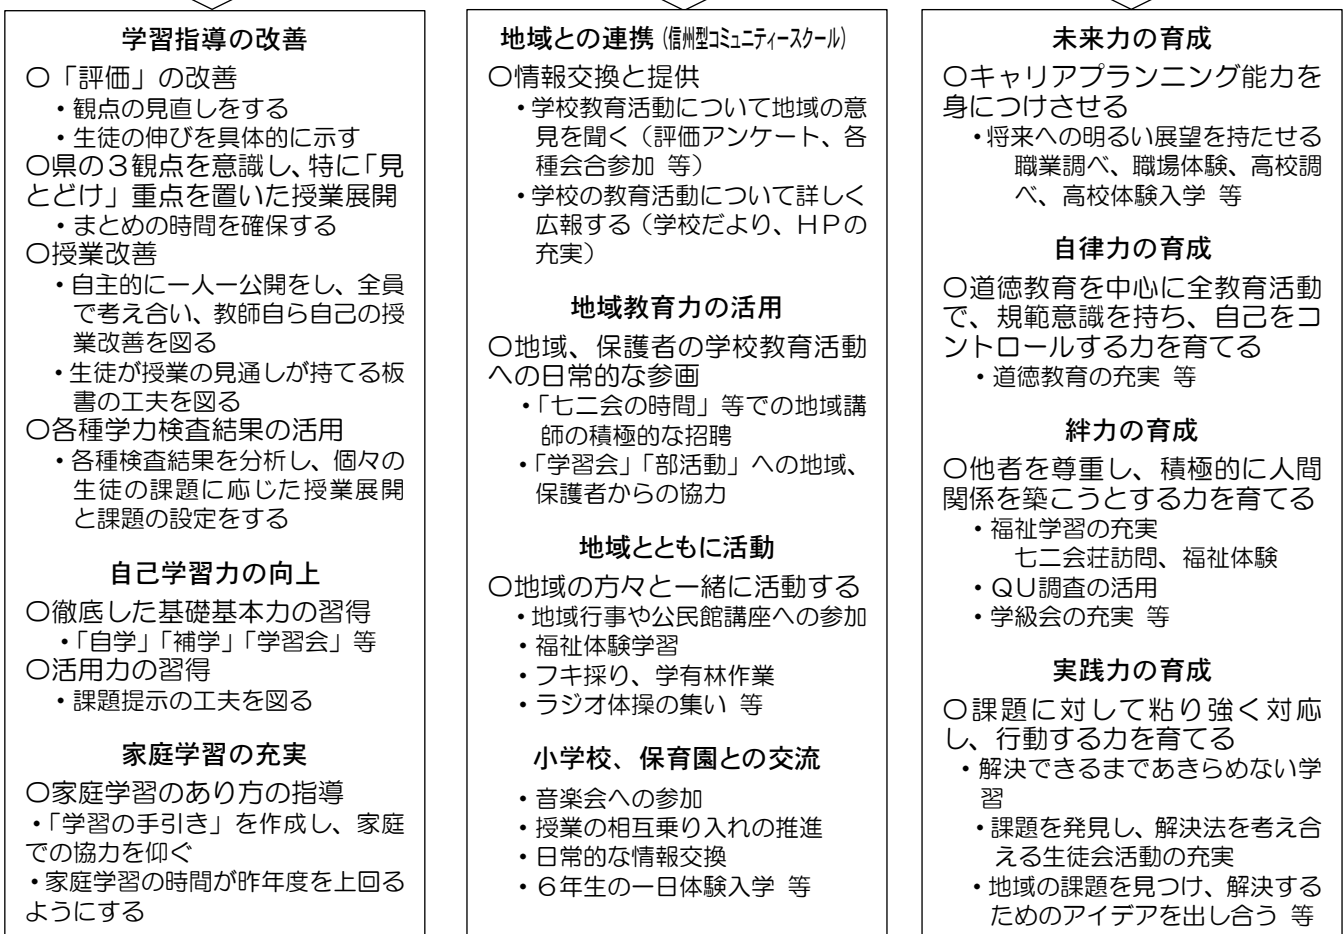 学習指導の改善
〇「評価」の改善
・観点の見直しをする
・生徒の伸びを具体的に示す
〇県の３観点を意識し、特に「見
とどけ」重点を置いた授業展開
・まとめの時間を確保する
〇授業改善
・自主的に一人一公開をし、全員
で考え合い、教師自ら自己の授
業改善を図る
・生徒が授業の見通しが持てる板
書の工夫を図る
〇各種学力検査結果の活用
・各種検査結果を分析し、個々の
生徒の課題に応じた授業展開
と課題の設定をする
自己学習力の向上
〇徹底した基礎基本力の習得
・「自学」「補学」「学習会」等
〇活用力の習得
・課題提示の工夫を図る
家庭学習の充実
〇家庭学習のあり方の指導
・「学習の手引き」を作成し、家庭
での協力を仰ぐ
・家庭学習の時間が昨年度を上回る
ようにする
地域との連携（信州型コミュニティースクール）
〇情報交換と提供
・学校教育活動について地域の意
見を聞く（評価アンケート、各
種会合参加 等）
・学校の教育活動について詳しく
広報する（学校だより、ＨＰの
充実）
地域教育力の活用
〇地域、保護者の学校教育活動
への日常的な参画
・「七二会の時間」等での地域講
師の積極的な招聘
・「学習会」「部活動」への地域、
保護者からの協力
地域とともに活動
〇地域の方々と一緒に活動する
・地域行事や公民館講座への参加
・福祉体験学習
・フキ採り、学有林作業
・ラジオ体操の集い 等
小学校、保育園との交流
・音楽会への参加
・授業の相互乗り入れの推進
・日常的な情報交換
・６年生の一日体験入学 等
未来力の育成
〇キャリアプランニング能力を
身につけさせる
・将来への明るい展望を持たせる
職業調べ、職場体験、高校調
べ、高校体験入学 等
自律力の育成
〇道徳教育を中心に全教育活動
で、規範意識を持ち、自己をコ
ントロールする力を育てる
・道徳教育の充実 等
絆力の育成
〇他者を尊重し、積極的に人間
関係を築こうとする力を育てる
・福祉学習の充実
七二会荘訪問、福祉体験
・ＱＵ調査の活用
・学級会の充実 等
実践力の育成
〇課題に対して粘り強く対応
し、行動する力を育てる
・解決できるまであきらめない学
習
・課題を発見し、解決法を考え合
える生徒会活動の充実
・地域の課題を見つけ、解決する
ためのアイデアを出し合う 等